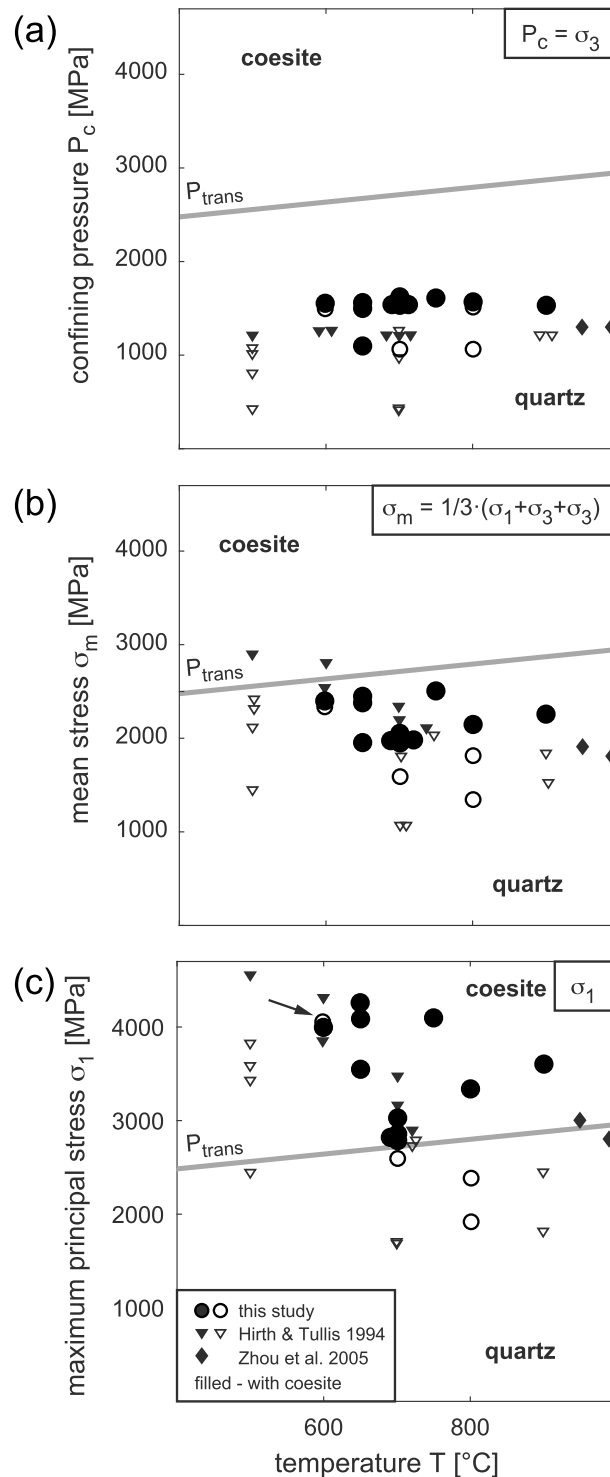 (a)
P_c = σ_3
coesite
4000
3000
2000
1000
confining pressure P_c [MPa]
P_trans
quartz
(b)
σ_m = 1/3·(σ_1+σ_3+σ_3)
coesite
4000
3000
2000
1000
mean stress σ_m [MPa]
P_trans
quartz
(c)
coesite
σ_1
4000
3000
2000
1000
maximum principal stress σ_1 [MPa]
P_trans
this study
Hirth & Tullis 1994
Zhou et al. 2005
filled - with coesite
quartz
600 800
temperature T [°C]